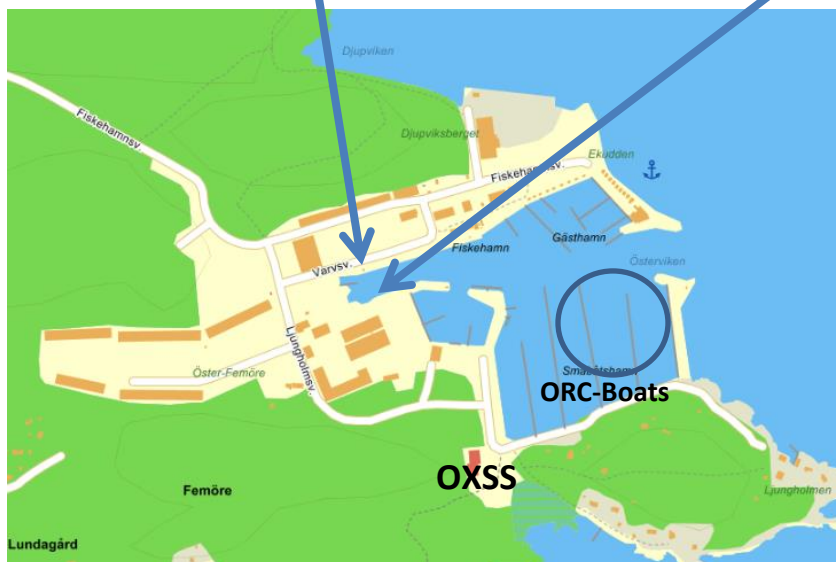 Djupviken
Fiskehamnsv.
Djupviksberget
Ekudden
Fiskehamnsv.
Gästhamn
Fiskehamn
Varvsv.
Österviken
Ljungholmsv.
Öster-Femöre
Småbåtshamn
ORC-Boats
OXSS
Femöre
Ljungholmen
Lundagård